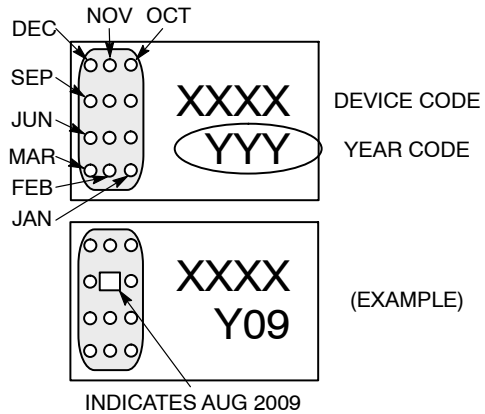 DEC NOV OCT
SEP
JUN
MAR
FEB
JAN
XXXX DEVICE CODE
YYY YEAR CODE
XXXX
Y09
(EXAMPLE)
INDICATES AUG 2009